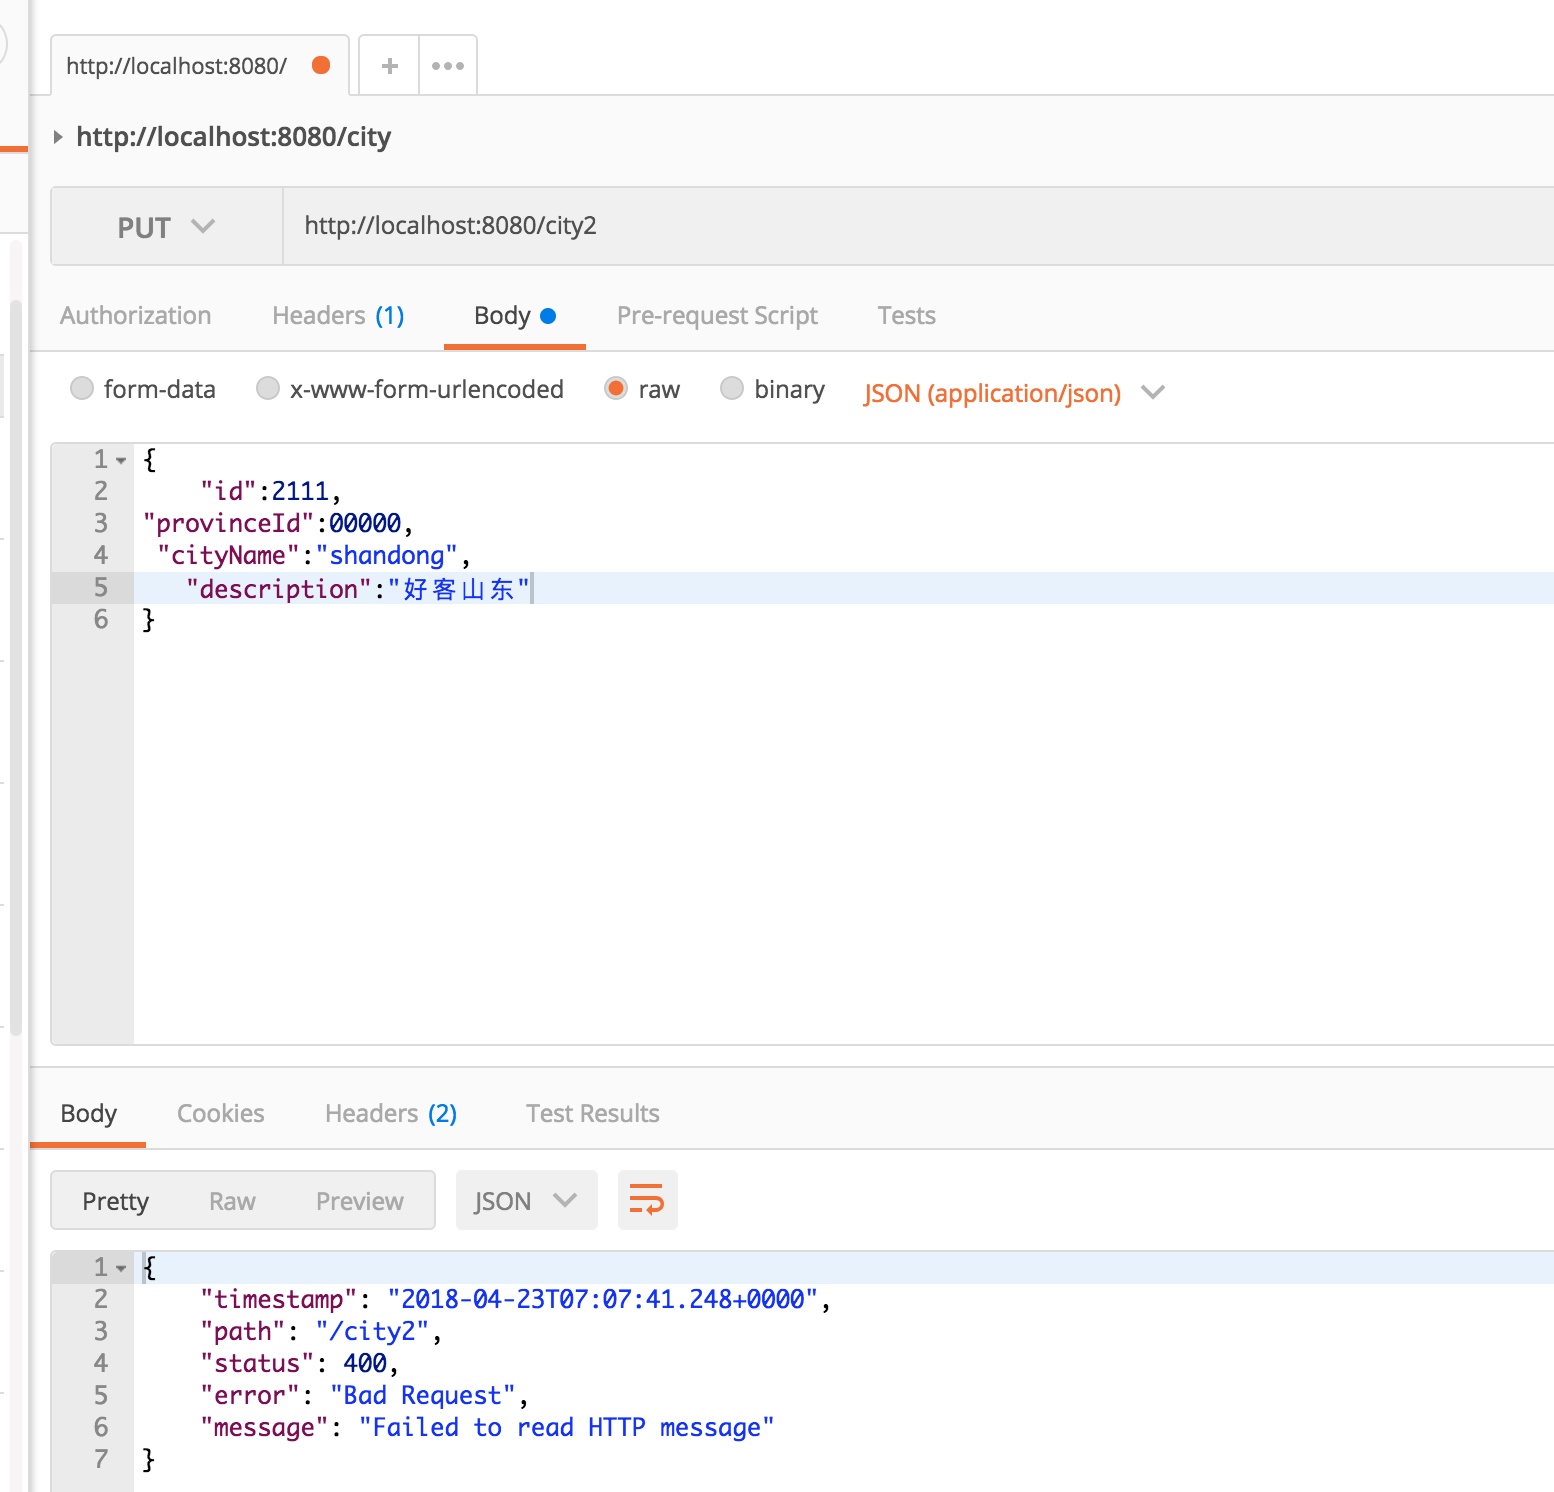 http://localhost:8080/
http://localhost:8080/city
PUT http://localhost:8080/city2
Authorization Headers (1) Body Pre-request Script Tests
form-data x-www-form-urlencoded raw binary JSON (application/json)
1 {
2 "id":2111,
3 "provinceId":00000,
4 "cityName":"shandong",
5 "description":"好客山东"
6 }
Body Cookies Headers (2) Test Results
Pretty Raw Preview JSON
1 {
2 "timestamp": "2018-04-23T07:07:41.248+0000",
3 "path": "/city2",
4 "status": 400,
5 "error": "Bad Request",
6 "message": "Failed to read HTTP message"
7 }